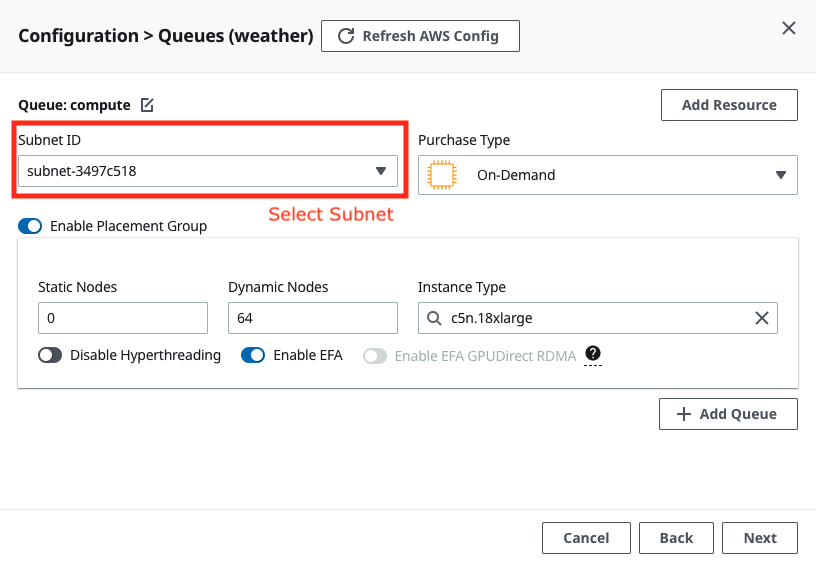 Configuration > Queues (weather) Refresh AWS Config
Queue: compute Add Resource
Subnet ID Purchase Type
subnet-3497c518 On-Demand
Select Subnet
Enable Placement Group
Static Nodes Dynamic Nodes Instance Type
0 64 c5n.18xlarge
Disable Hyperthreading Enable EFA Enable EFA GPUDirect RDMA ?
+ Add Queue
Cancel Back Next